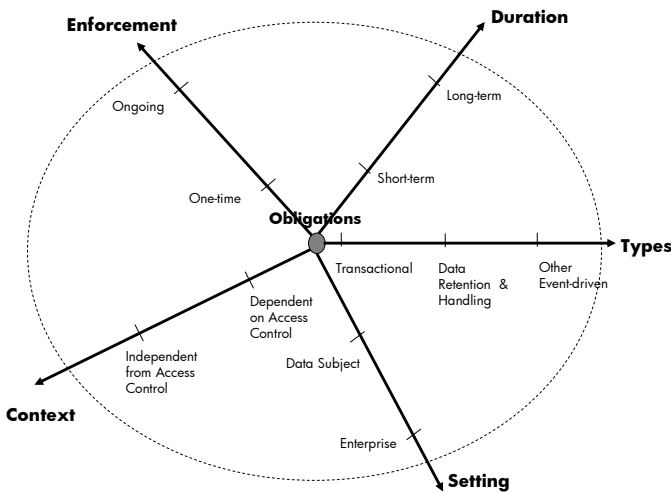 Enforcement
Duration
Ongoing
Long-term
One-time
Short-term
Obligations
Types
Transactional
Data
Retention &
Handling
Other
Event-driven
Dependent
on Access
Control
Independent
from Access
Control
Data Subject
Context
Enterprise
Setting